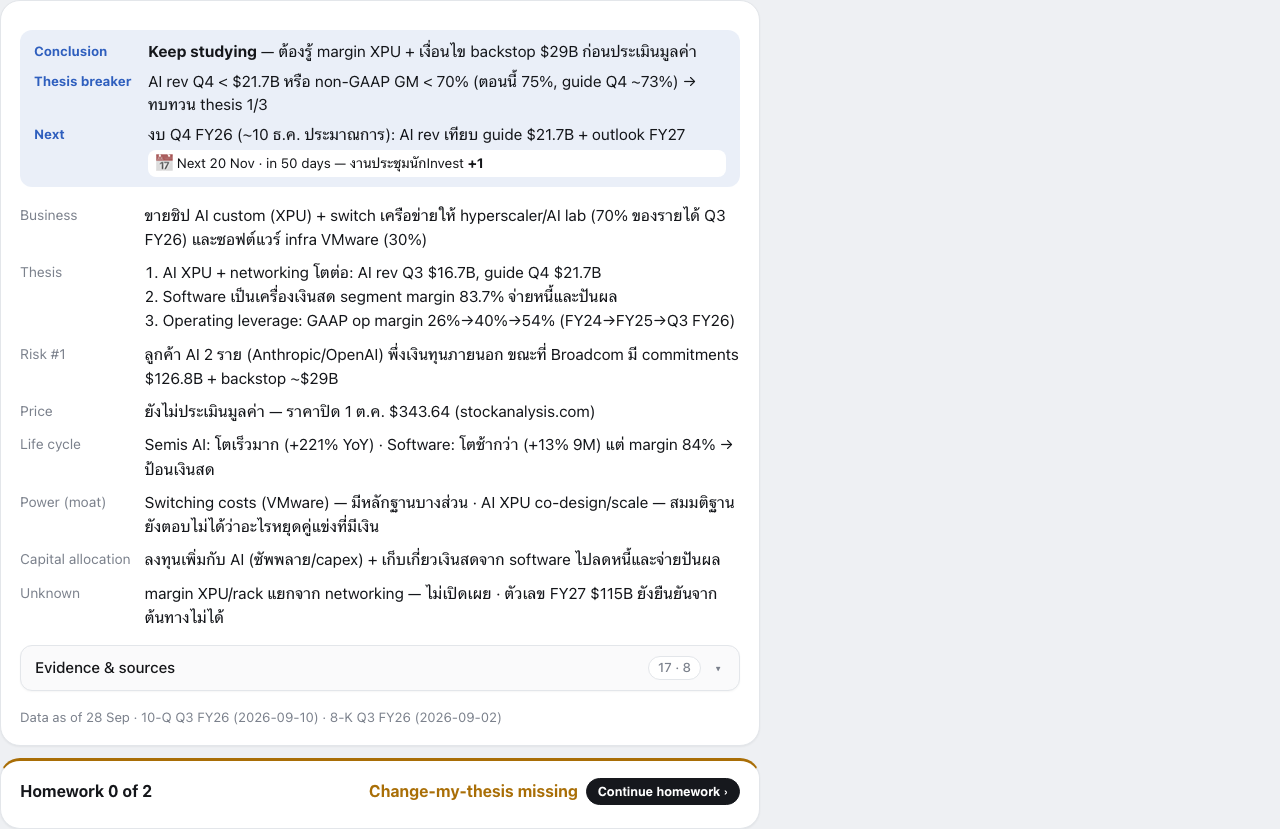 Conclusion Keep studying — ต้องรู้ margin XPU + เงื่อนไข backstop $29B ก่อนประเมินมูลค่า
Thesis breaker AI rev Q4 < $21.7B หรือ non-GAAP GM < 70% (ตอนนี้ 75%, guide Q4 ~73%) →
ทบทวน thesis 1/3
Next งบ Q4 FY26 (~10 ธ.ค. ประมาณการ): AI rev เทียบ guide $21.7B + outlook FY27
Next 20 Nov · in 50 days — งานประชุมนักInvest +1
Business ขายชิป AI custom (XPU) + switch เครือข่ายให้ hyperscaler/AI lab (70% ของรายได้ Q3
FY26) และซอฟต์แวร์ infra VMware (30%)
Thesis 1. AI XPU + networking โตต่อ: AI rev Q3 $16.7B, guide Q4 $21.7B
2. Software เป็นเครื่องเงินสด segment margin 83.7% จ่ายหนี้และปันผล
3. Operating leverage: GAAP op margin 26%→40%→54% (FY24→FY25→Q3 FY26)
Risk #1 ลูกค้า AI 2 ราย (Anthropic/OpenAI) พึ่งเงินทุนภายนอก ขณะที่ Broadcom มี commitments
$126.8B + backstop ~$29B
Price ยังไม่ประเมินมูลค่า — ราคาปิด 1 ต.ค. $343.64 (stockanalysis.com)
Life cycle Semis AI: โตเร็วมาก (+221% YoY) · Software: โตช้ากว่า (+13% 9M) แต่ margin 84% →
ป้อนเงินสด
Power (moat) Switching costs (VMware) — มีหลักฐานบางส่วน · AI XPU co-design/scale — สมมติฐาน
ยังตอบไม่ได้ว่าอะไรหยุดคู่แข่งที่มีเงิน
Capital allocation ลงทุนเพิ่มกับ AI (ซัพพลาย/capex) + เก็บเกี่ยวเงินสดจาก software ไปลดหนี้และจ่ายปันผล
Unknown margin XPU/rack แยกจาก networking — ไม่เปิดเผย · ตัวเลข FY27 $115B ยังยืนยันจาก
ต้นทางไม่ได้
Evidence & sources 17 · 8
Data as of 28 Sep · 10-Q Q3 FY26 (2026-09-10) · 8-K Q3 FY26 (2026-09-02)
Homework 0 of 2 Change-my-thesis missing Continue homework ›